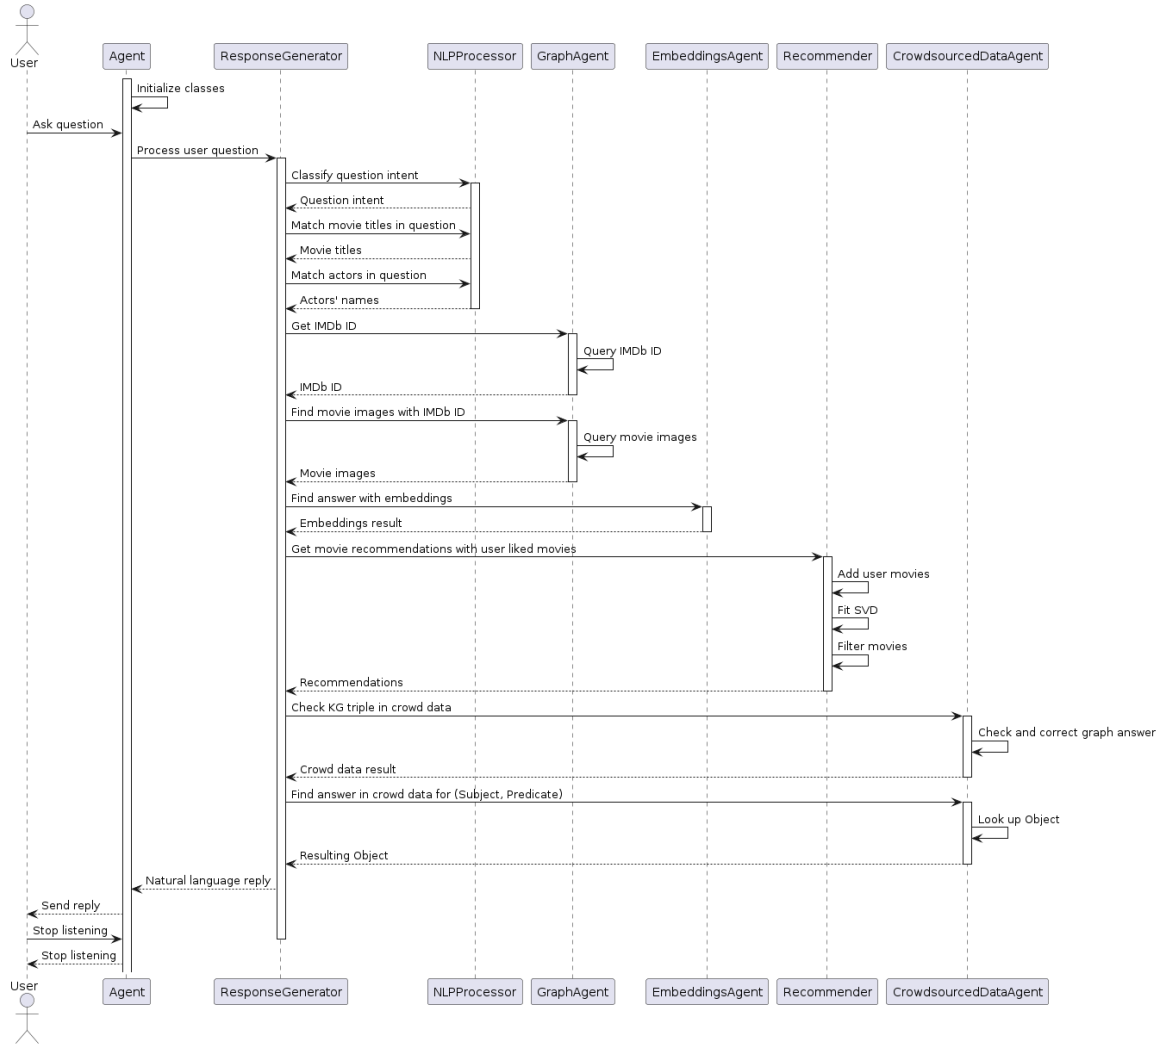 User
Agent
ResponseGenerator
NLPProcessor
GraphAgent
EmbeddingsAgent
Recommender
CrowdsourcedDataAgent
Initialize classes
Ask question
Process user question
Classify question intent
Question intent
Match movie titles in question
Movie titles
Match actors in question
Actors' names
Get IMDb ID
Query IMDb ID
IMDb ID
Find movie images with IMDb ID
Query movie images
Movie images
Find answer with embeddings
Embeddings result
Get movie recommendations with user liked movies
Add user movies
Fit SVD
Filter movies
Recommendations
Check KG triple in crowd data
Check and correct graph answer
Crowd data result
Find answer in crowd data for (Subject, Predicate)
Look up Object
Resulting Object
Natural language reply
Send reply
Stop listening
Stop listening
User
Agent
ResponseGenerator
NLPProcessor
GraphAgent
EmbeddingsAgent
Recommender
CrowdsourcedDataAgent